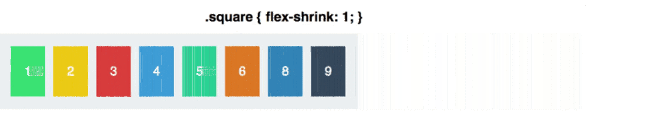 .square { flex-shrink: 1; }
1 2 3 4 5 6 8 9